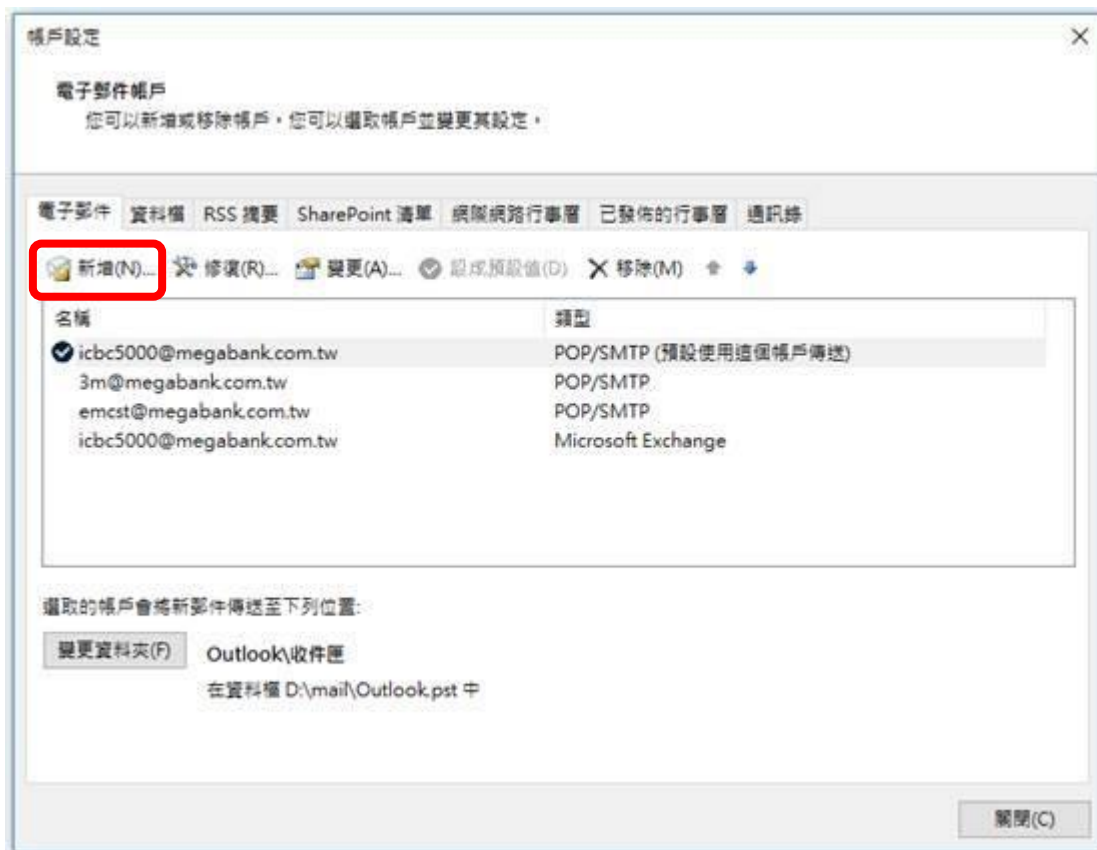 帳戶設定
電子郵件帳戶
您可以新增或移除帳戶。您可以選取帳戶並變更其設定。
電子郵件 資料檔 RSS 摘要 SharePoint 清單 網際網路行事曆 已發佈的行事曆 通訊錄
新增(N)... 修復(R)... 變更(A)... 設成預設值(D) 移除(M)
名稱 類型
icbc5000@megabank.com.tw POP/SMTP (預設使用這個帳戶傳送)
3m@megabank.com.tw POP/SMTP
emcst@megabank.com.tw POP/SMTP
icbc5000@megabank.com.tw Microsoft Exchange
選取的帳戶會將新郵件傳送至下列位置:
變更資料夾(F) Outlook\收件匣
在資料檔 D:\mail\Outlook.pst 中
關閉(C)